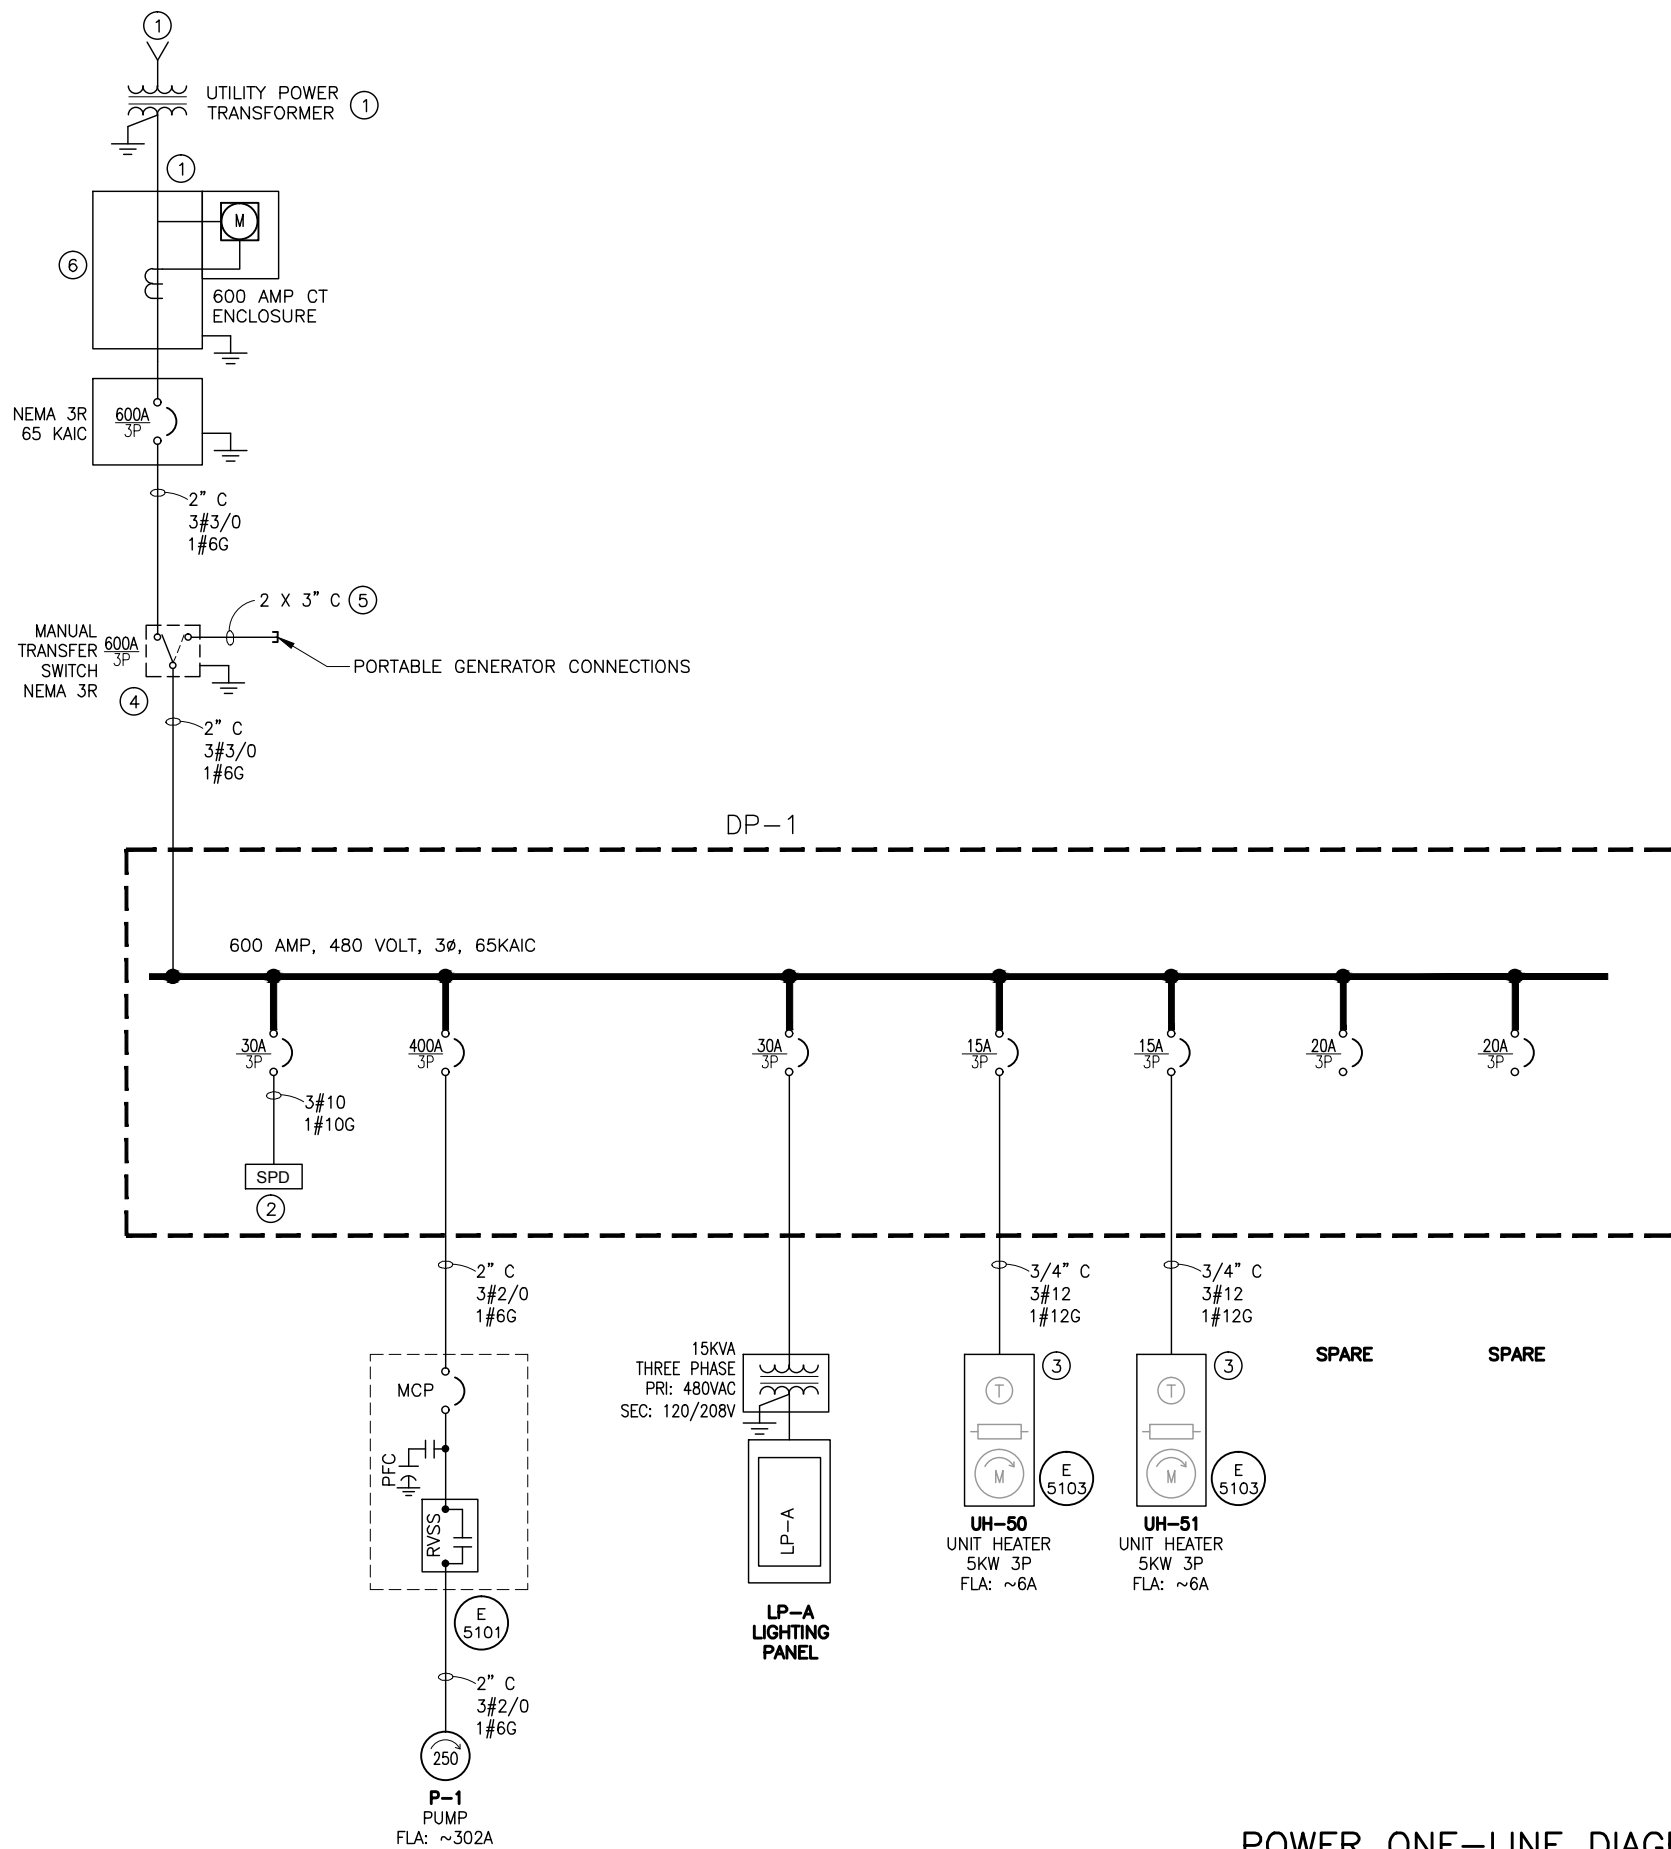 1
UTILITY POWER
TRANSFORMER
1
1
M
6
600 AMP CT
ENCLOSURE
NEMA 3R
65 KAIC
600A
3P
2" C
3#3/0
1#6G
2 X 3" C
5
MANUAL
TRANSFER
SWITCH
NEMA 3R
600A
3P
PORTABLE GENERATOR CONNECTIONS
4
2" C
3#3/0
1#6G
DP-1
600 AMP, 480 VOLT, 3ø, 65KAIC
30A
3P
400A
3P
30A
3P
15A
3P
15A
3P
20A
3P
20A
3P
3#10
1#10G
SPD
2
2" C
3#2/0
1#6G
3/4" C
3#12
1#12G
3/4" C
3#12
1#12G
MCP
PFC
RVSS
E
5101
2" C
3#2/0
1#6G
250
P-1
PUMP
FLA: ~302A
15KVA
THREE PHASE
PRI: 480VAC
SEC: 120/208V
LP-A
LP-A
LIGHTING
PANEL
3
T
M
E
5103
UH-50
UNIT HEATER
5KW 3P
FLA: ~6A
3
T
M
E
5103
UH-51
UNIT HEATER
5KW 3P
FLA: ~6A
SPARE
SPARE
POWER ONE-LINE